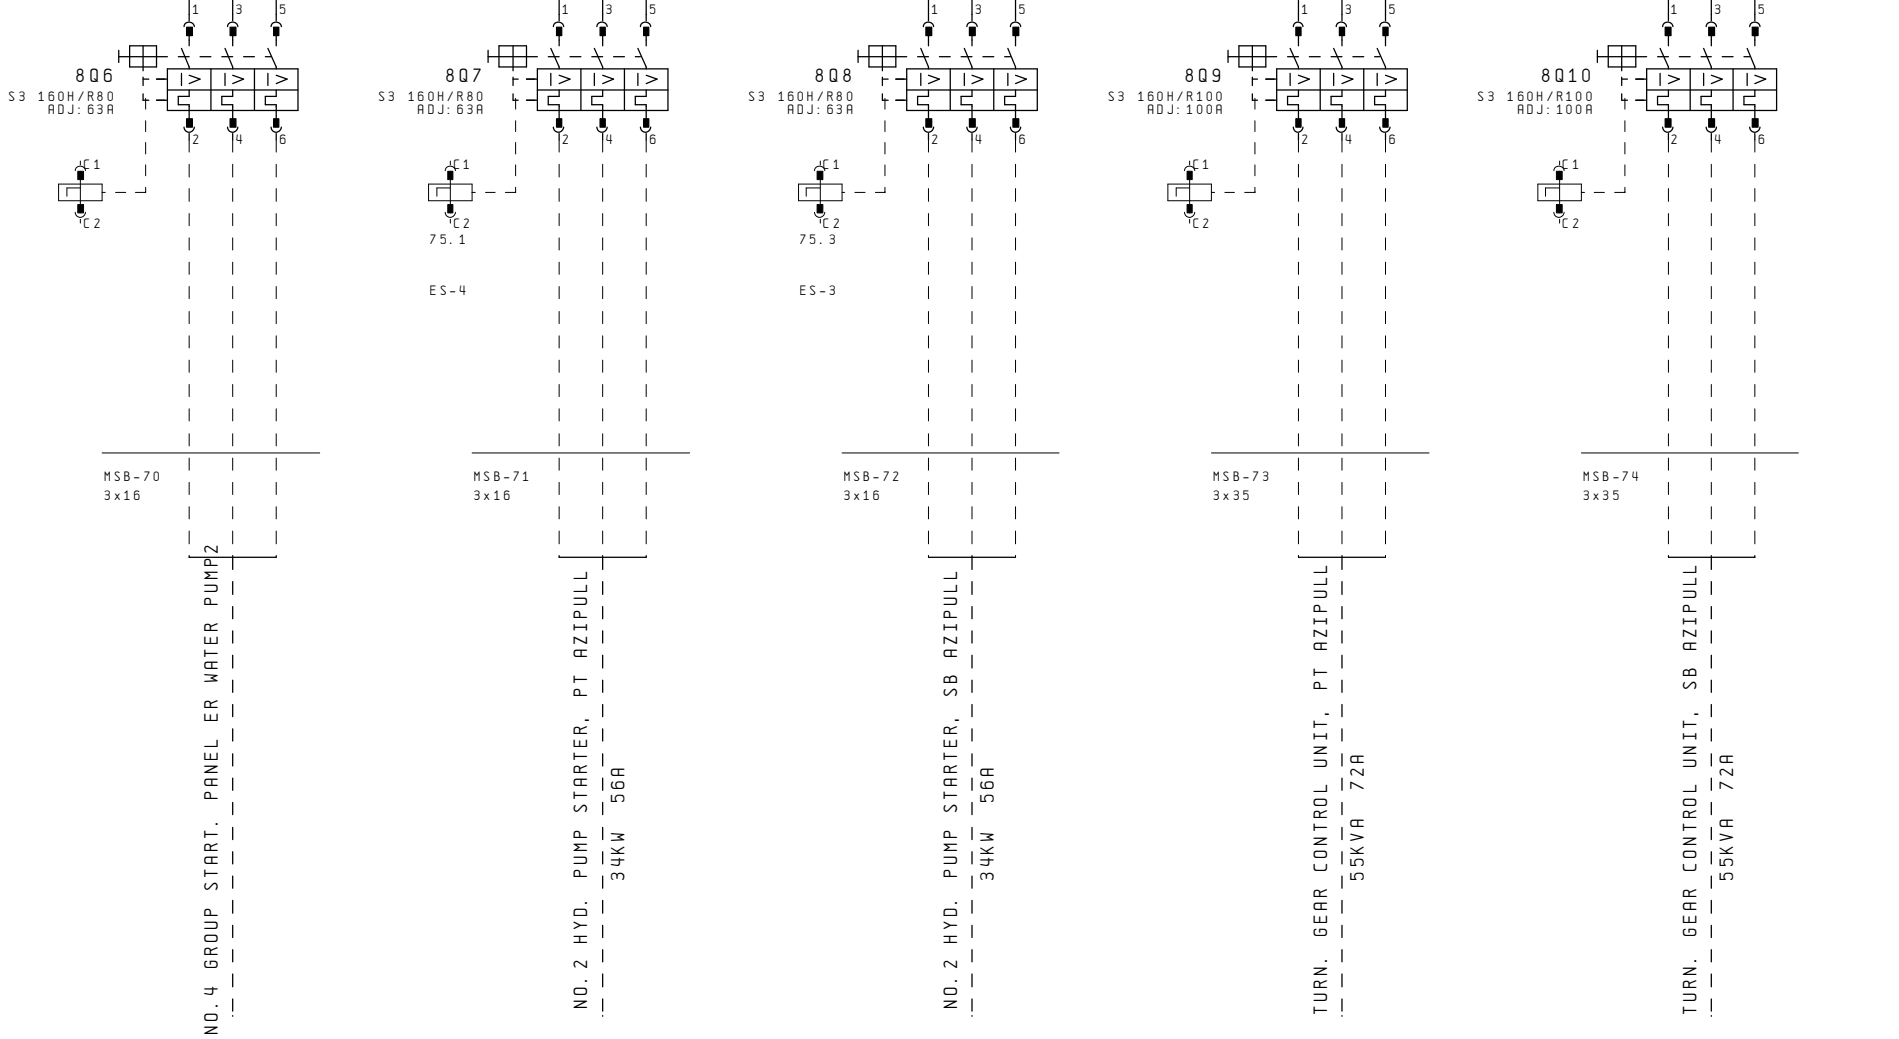 1 3 5
8Q6
S3 160H/R80
ADJ:63A
I> I> I>
2 4 6
C1
C2
MSB-70
3x16
NO.4 GROUP START. PANEL ER WATER PUMP2
1 3 5
8Q7
S3 160H/R80
ADJ:63A
I> I> I>
2 4 6
C1
C2
75.1
ES-4
MSB-71
3x16
NO.2 HYD. PUMP STARTER, PT AZIPULL
34KW 56A
1 3 5
8Q8
S3 160H/R80
ADJ:63A
I> I> I>
2 4 6
C1
C2
75.3
ES-3
MSB-72
3x16
NO.2 HYD. PUMP STARTER, SB AZIPULL
34KW 56A
1 3 5
8Q9
S3 160H/R100
ADJ:100A
I> I> I>
2 4 6
C1
C2
MSB-73
3x35
TURN. GEAR CONTROL UNIT, PT AZIPULL
55KVA 72A
1 3 5
8Q10
S3 160H/R100
ADJ:100A
I> I> I>
2 4 6
C1
C2
MSB-74
3x35
TURN. GEAR CONTROL UNIT, SB AZIPULL
55KVA 72A